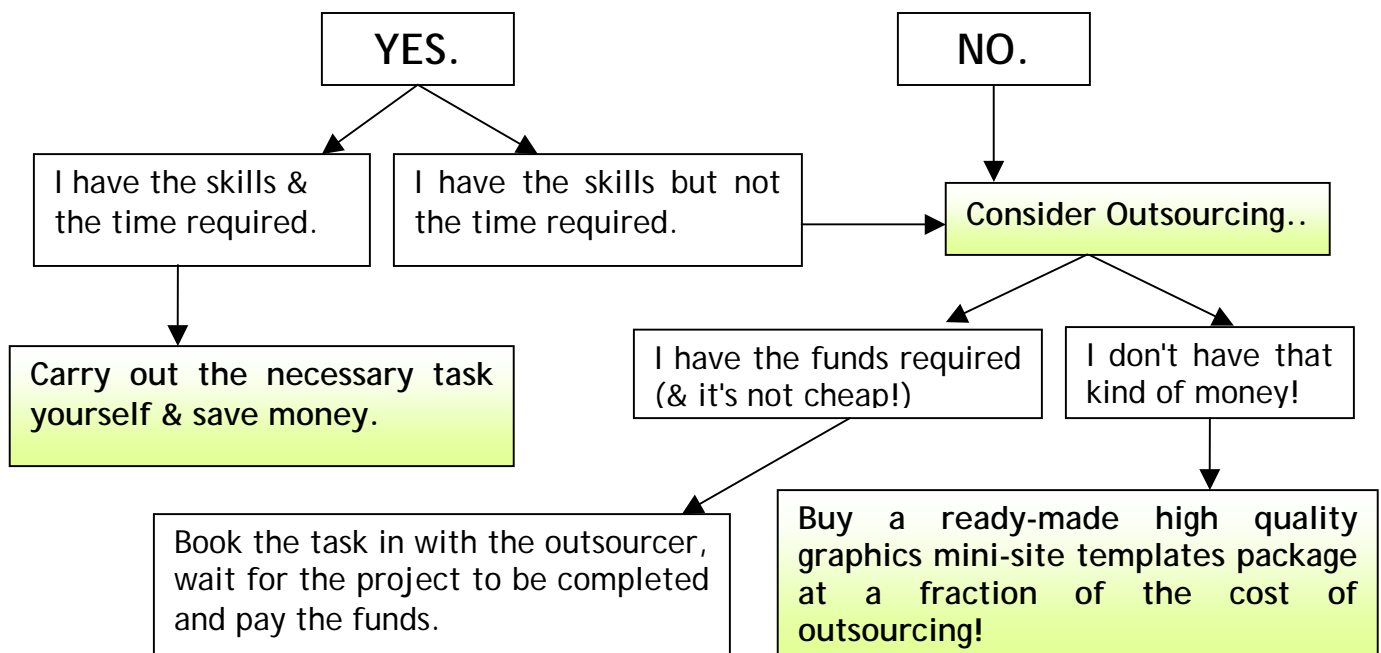 YES.
NO.
I have the skills &
the time required.
I have the skills but not
the time required.
Consider Outsourcing..
Carry out the necessary task
yourself & save money.
I have the funds required
(& it's not cheap!)
I don't have that
kind of money!
Book the task in with the outsourcer,
wait for the project to be completed
and pay the funds.
Buy a ready-made high quality
graphics mini-site templates package
at a fraction of the cost of
outsourcing!